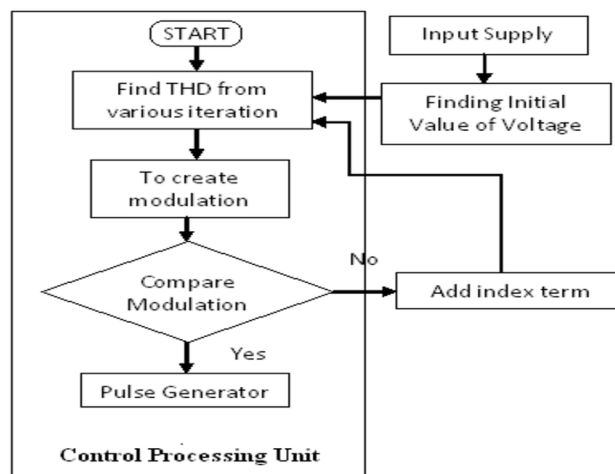 START
Input Supply
Find THD from
various iteration
Finding Initial
Value of Voltage
To create
modulation
Compare
Modulation
No
Add index term
Yes
Pulse Generator
Control Processing Unit